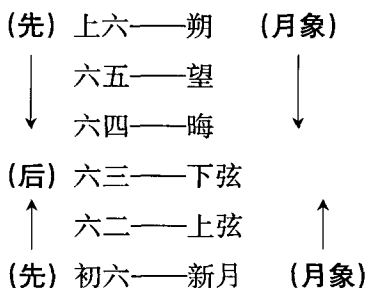 (先) 上六——朔 (月象)
六五——望
六四——晦
(后) 六三——下弦
六二——上弦
(先) 初六——新月 (月象)